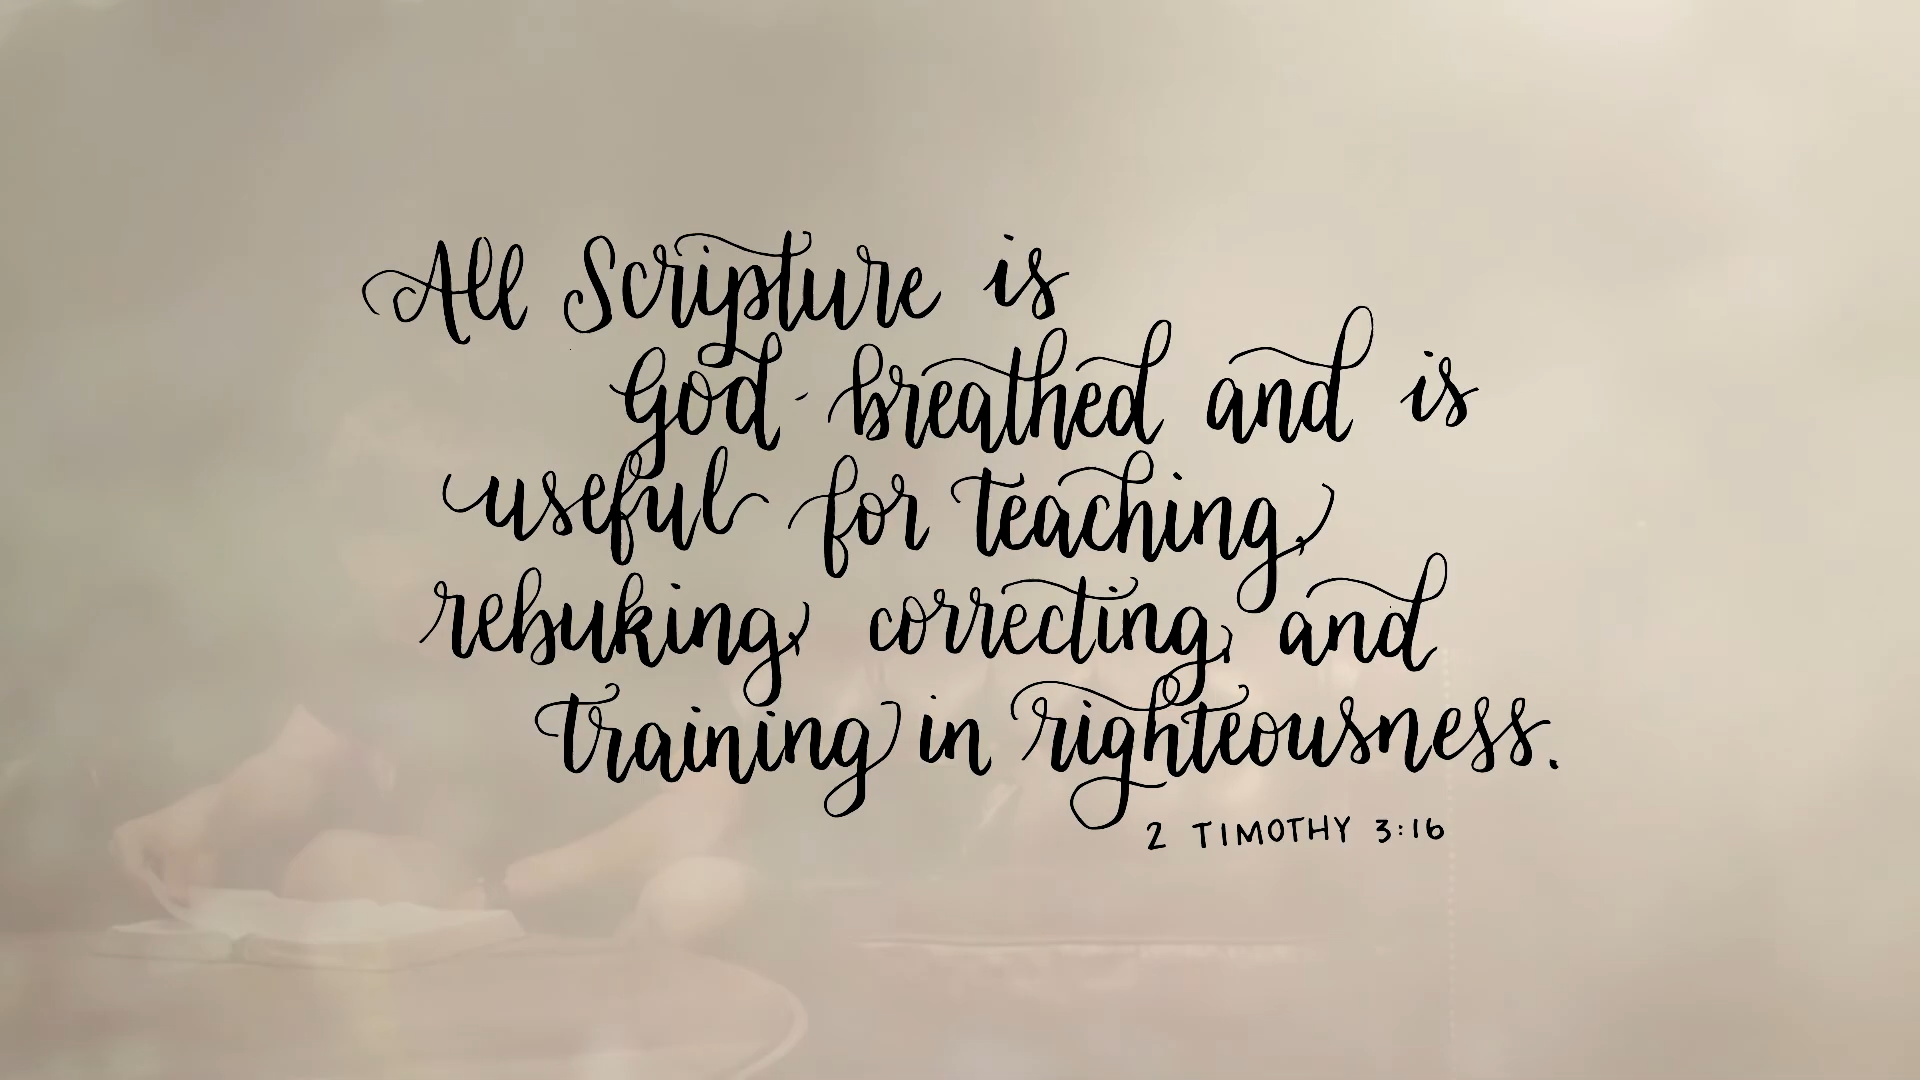 All Scripture is
God-breathed and is
useful for teaching,
rebuking, correcting, and
training in righteousness.
2 TIMOTHY 3:16